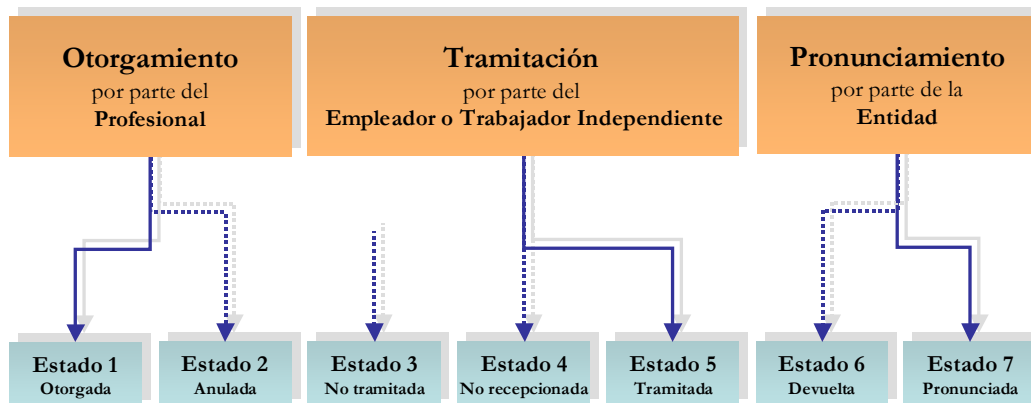 Otorgamiento
por parte del
Profesional
Tramitación
por parte del
Empleador o Trabajador Independiente
Pronunciamiento
por parte de la
Entidad
Estado 1
Otorgada
Estado 2
Anulada
Estado 3
No tramitada
Estado 4
No recepcionada
Estado 5
Tramitada
Estado 6
Devuelta
Estado 7
Pronunciada